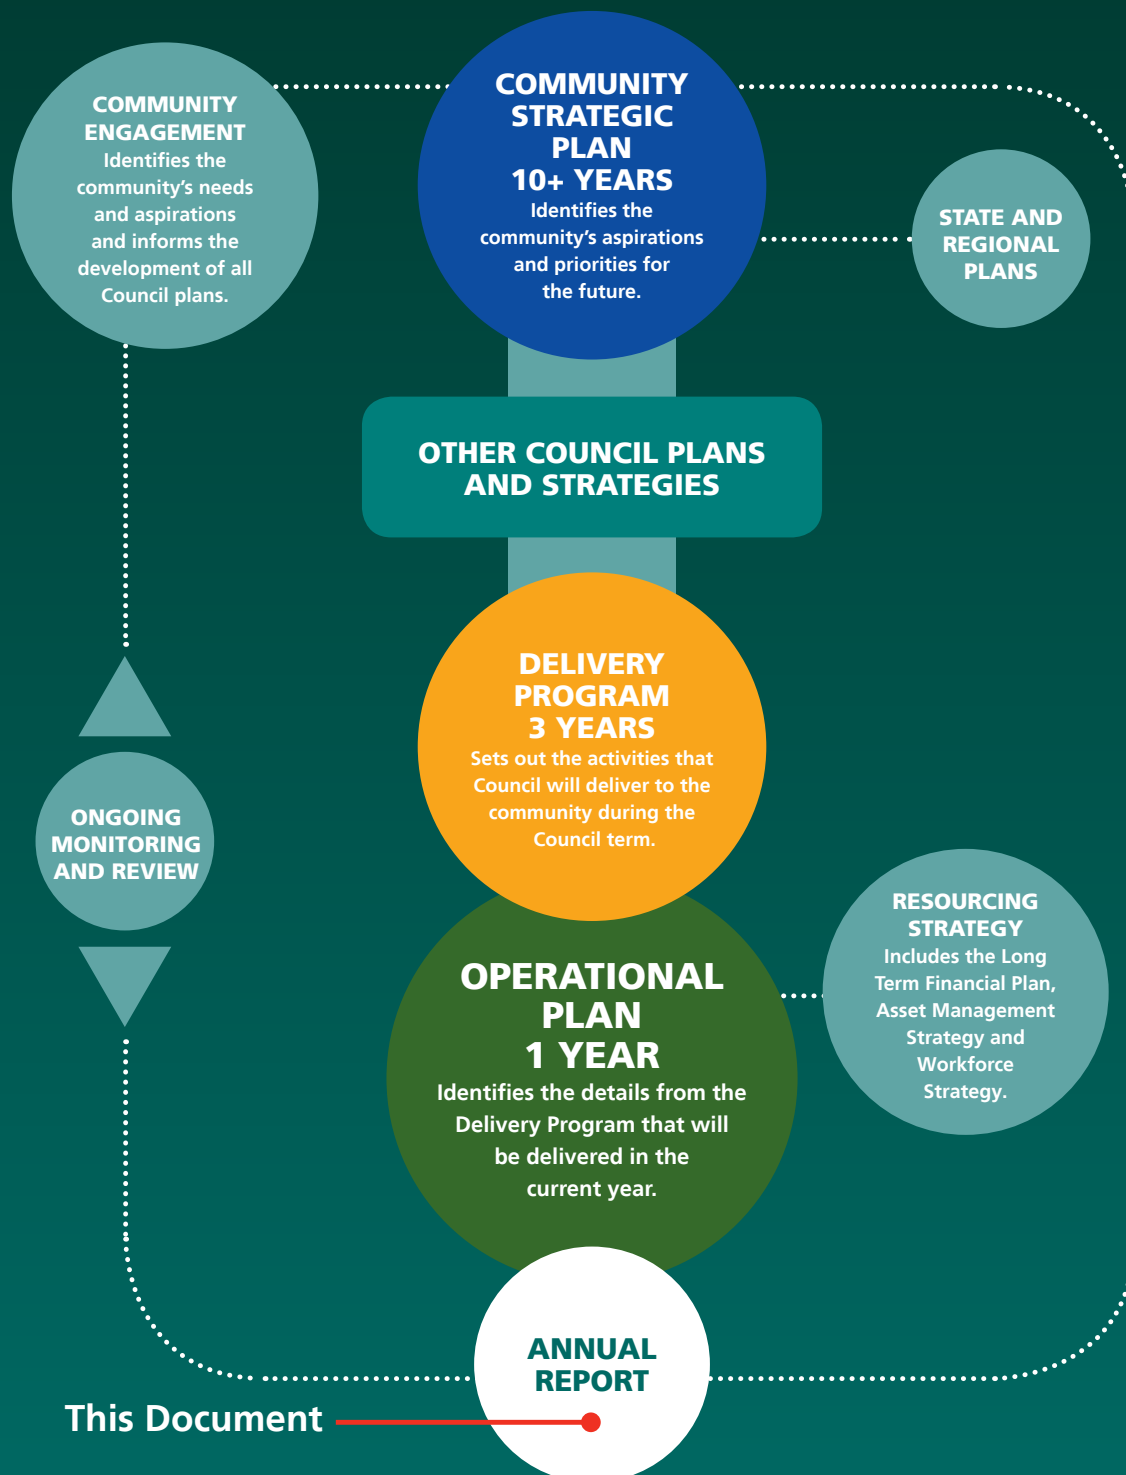 COMMUNITY
ENGAGEMENT
Identifies the
community’s needs
and aspirations
and informs the
development of all
Council plans.
COMMUNITY
STRATEGIC
PLAN
10+ YEARS
Identifies the
community’s aspirations
and priorities for
the future.
STATE AND
REGIONAL
PLANS
OTHER COUNCIL PLANS
AND STRATEGIES
DELIVERY
PROGRAM
3 YEARS
Sets out the activities that
Council will deliver to the
community during the
Council term.
ONGOING
MONITORING
AND REVIEW
RESOURCING
STRATEGY
Includes the Long
Term Financial Plan,
Asset Management
Strategy and
Workforce
Strategy.
OPERATIONAL
PLAN
1 YEAR
Identifies the details from the
Delivery Program that will
be delivered in the
current year.
ANNUAL
REPORT
This Document